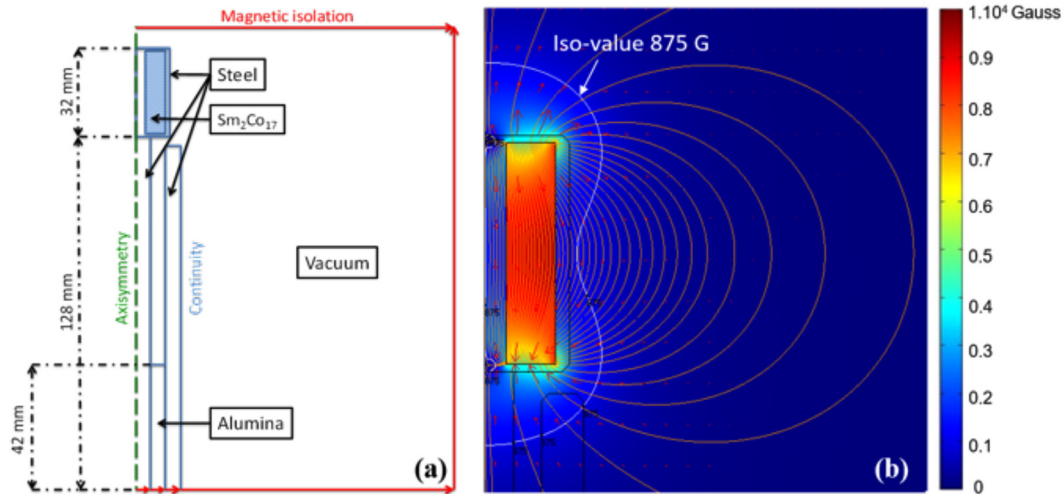 Magnetic isolation
Steel
Sm₂Co₁₇
32 mm
Axisymmetry
Continuity
128 mm
Vacuum
42 mm
Alumina
(a)
Iso-value 875 G
875
(b)
1.10⁴ Gauss
0.9
0.8
0.7
0.6
0.5
0.4
0.3
0.2
0.1
0